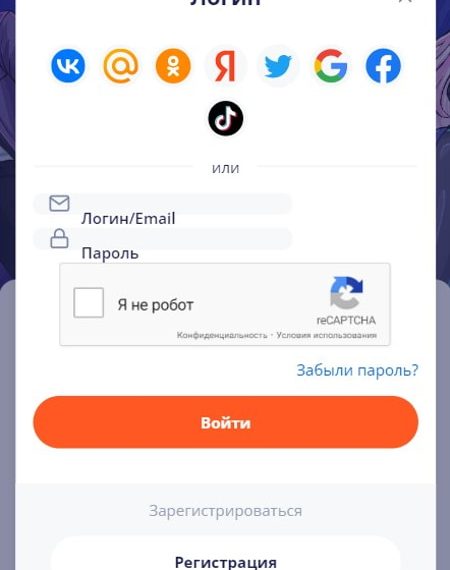 Логин
или
Логин/Email
Пароль
Я не робот
reCAPTCHA
Конфиденциальность - Условия использования
Забыли пароль?
Войти
Зарегистрироваться
Регистрация